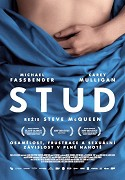 MICHAEL FASSBENDER
CAREY MULLIGAN
STUD
REŽIE STEVE McQUEEN
OSAMĚLOST, FRUSTRACE A SEXUÁLNÍ
ZÁVISLOST V PLNÉ NAHOTĚ